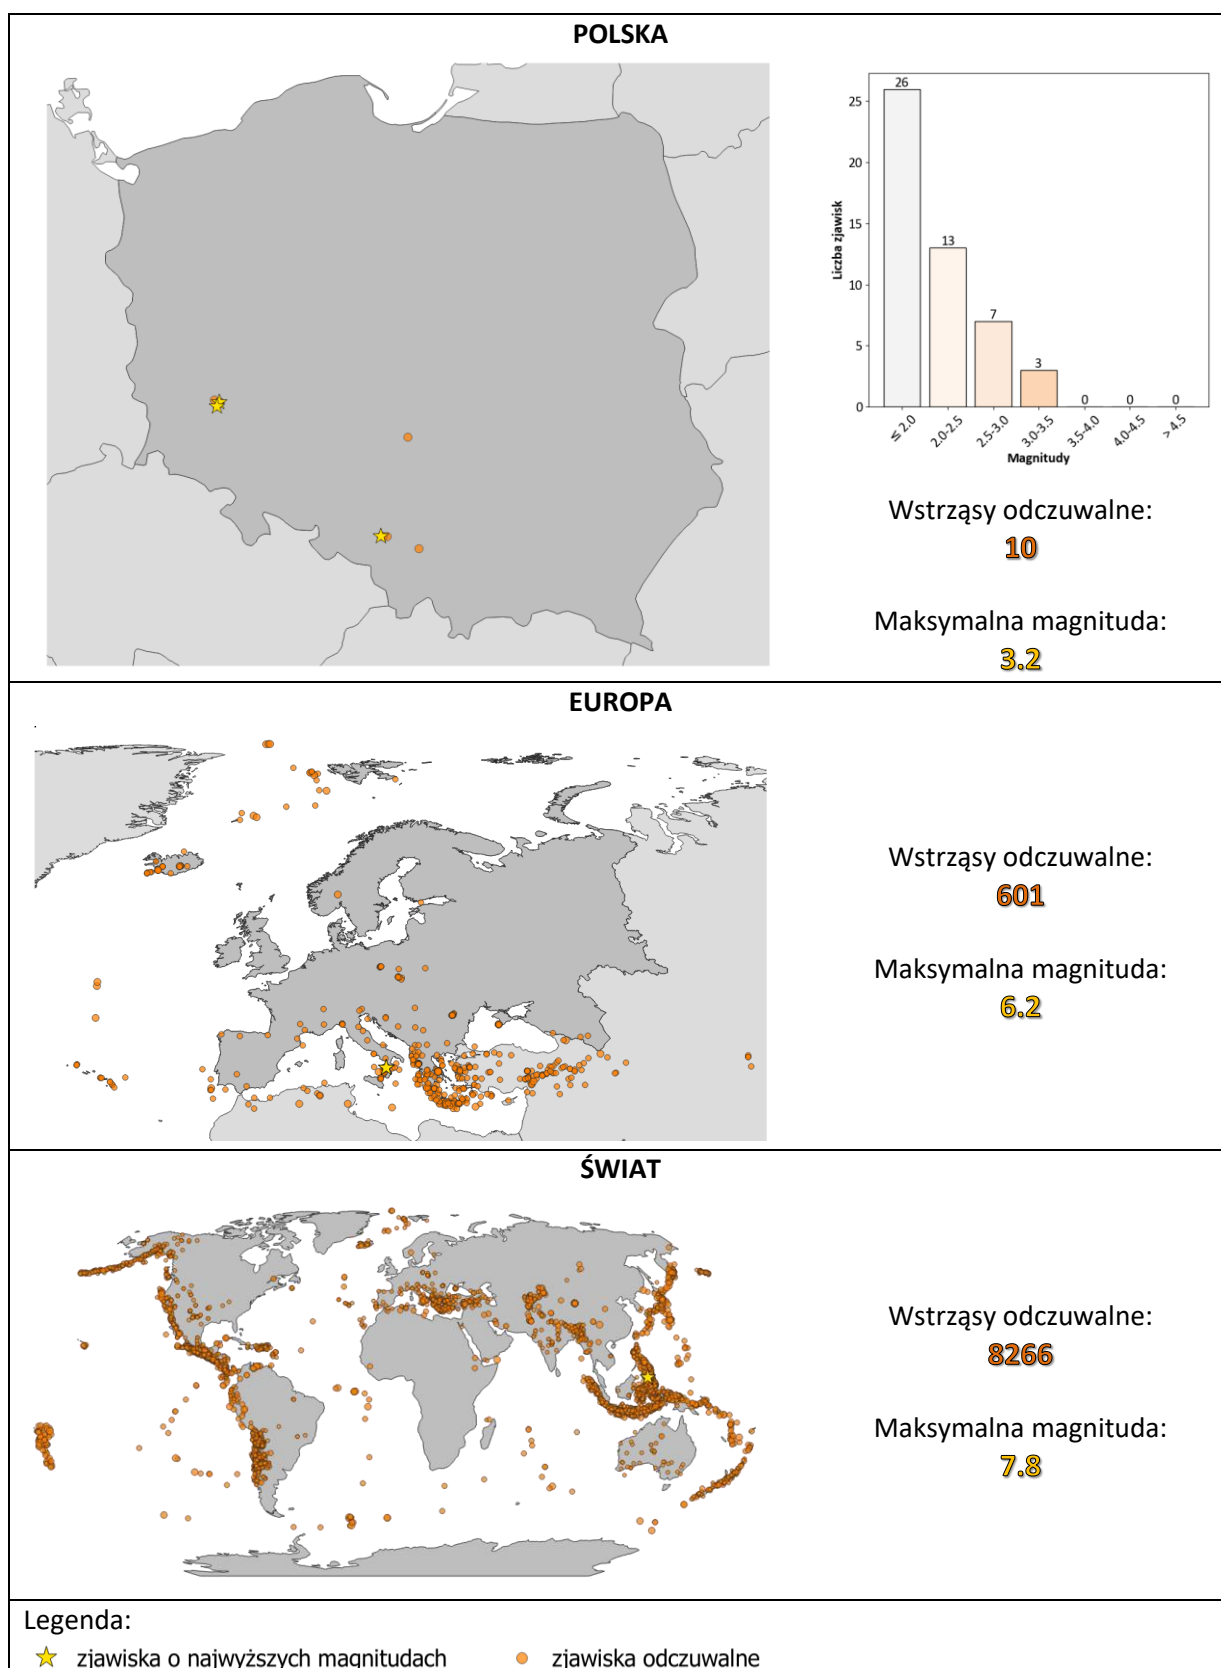 POLSKA
Liczba zjawisk
25
20
15
10
5
0
26
13
7
3
0
0
0
≤ 2.0
2.0-2.5
2.5-3.0
3.0-3.5
3.5-4.0
4.0-4.5
> 4.5
Magnitudy
Wstrząsy odczuwalne:
10
Maksymalna magnituda:
3.2
EUROPA
Wstrząsy odczuwalne:
601
Maksymalna magnituda:
6.2
ŚWIAT
Wstrząsy odczuwalne:
8266
Maksymalna magnituda:
7.8
Legenda:
zjawiska o najwyższych magnitudach
zjawiska odczuwalne